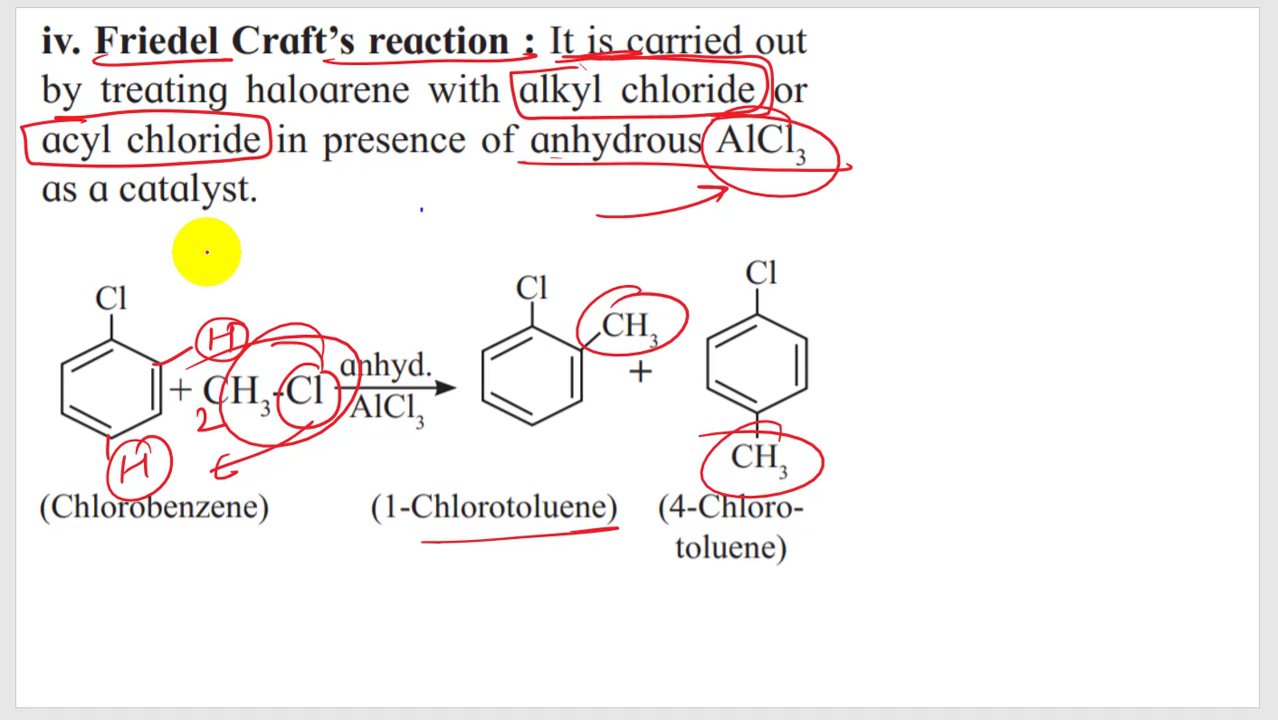 iv. Friedel Craft's reaction : It is carried out
by treating haloarene with alkyl chloride or
acyl chloride in presence of anhydrous AlCl₃
as a catalyst.
Cl
H
+ CH₃-Cl
2
H
anhyd.
AlCl₃
Cl
CH₃
+
Cl
CH₃
(Chlorobenzene) (1-Chlorotoluene) (4-Chloro-
toluene)